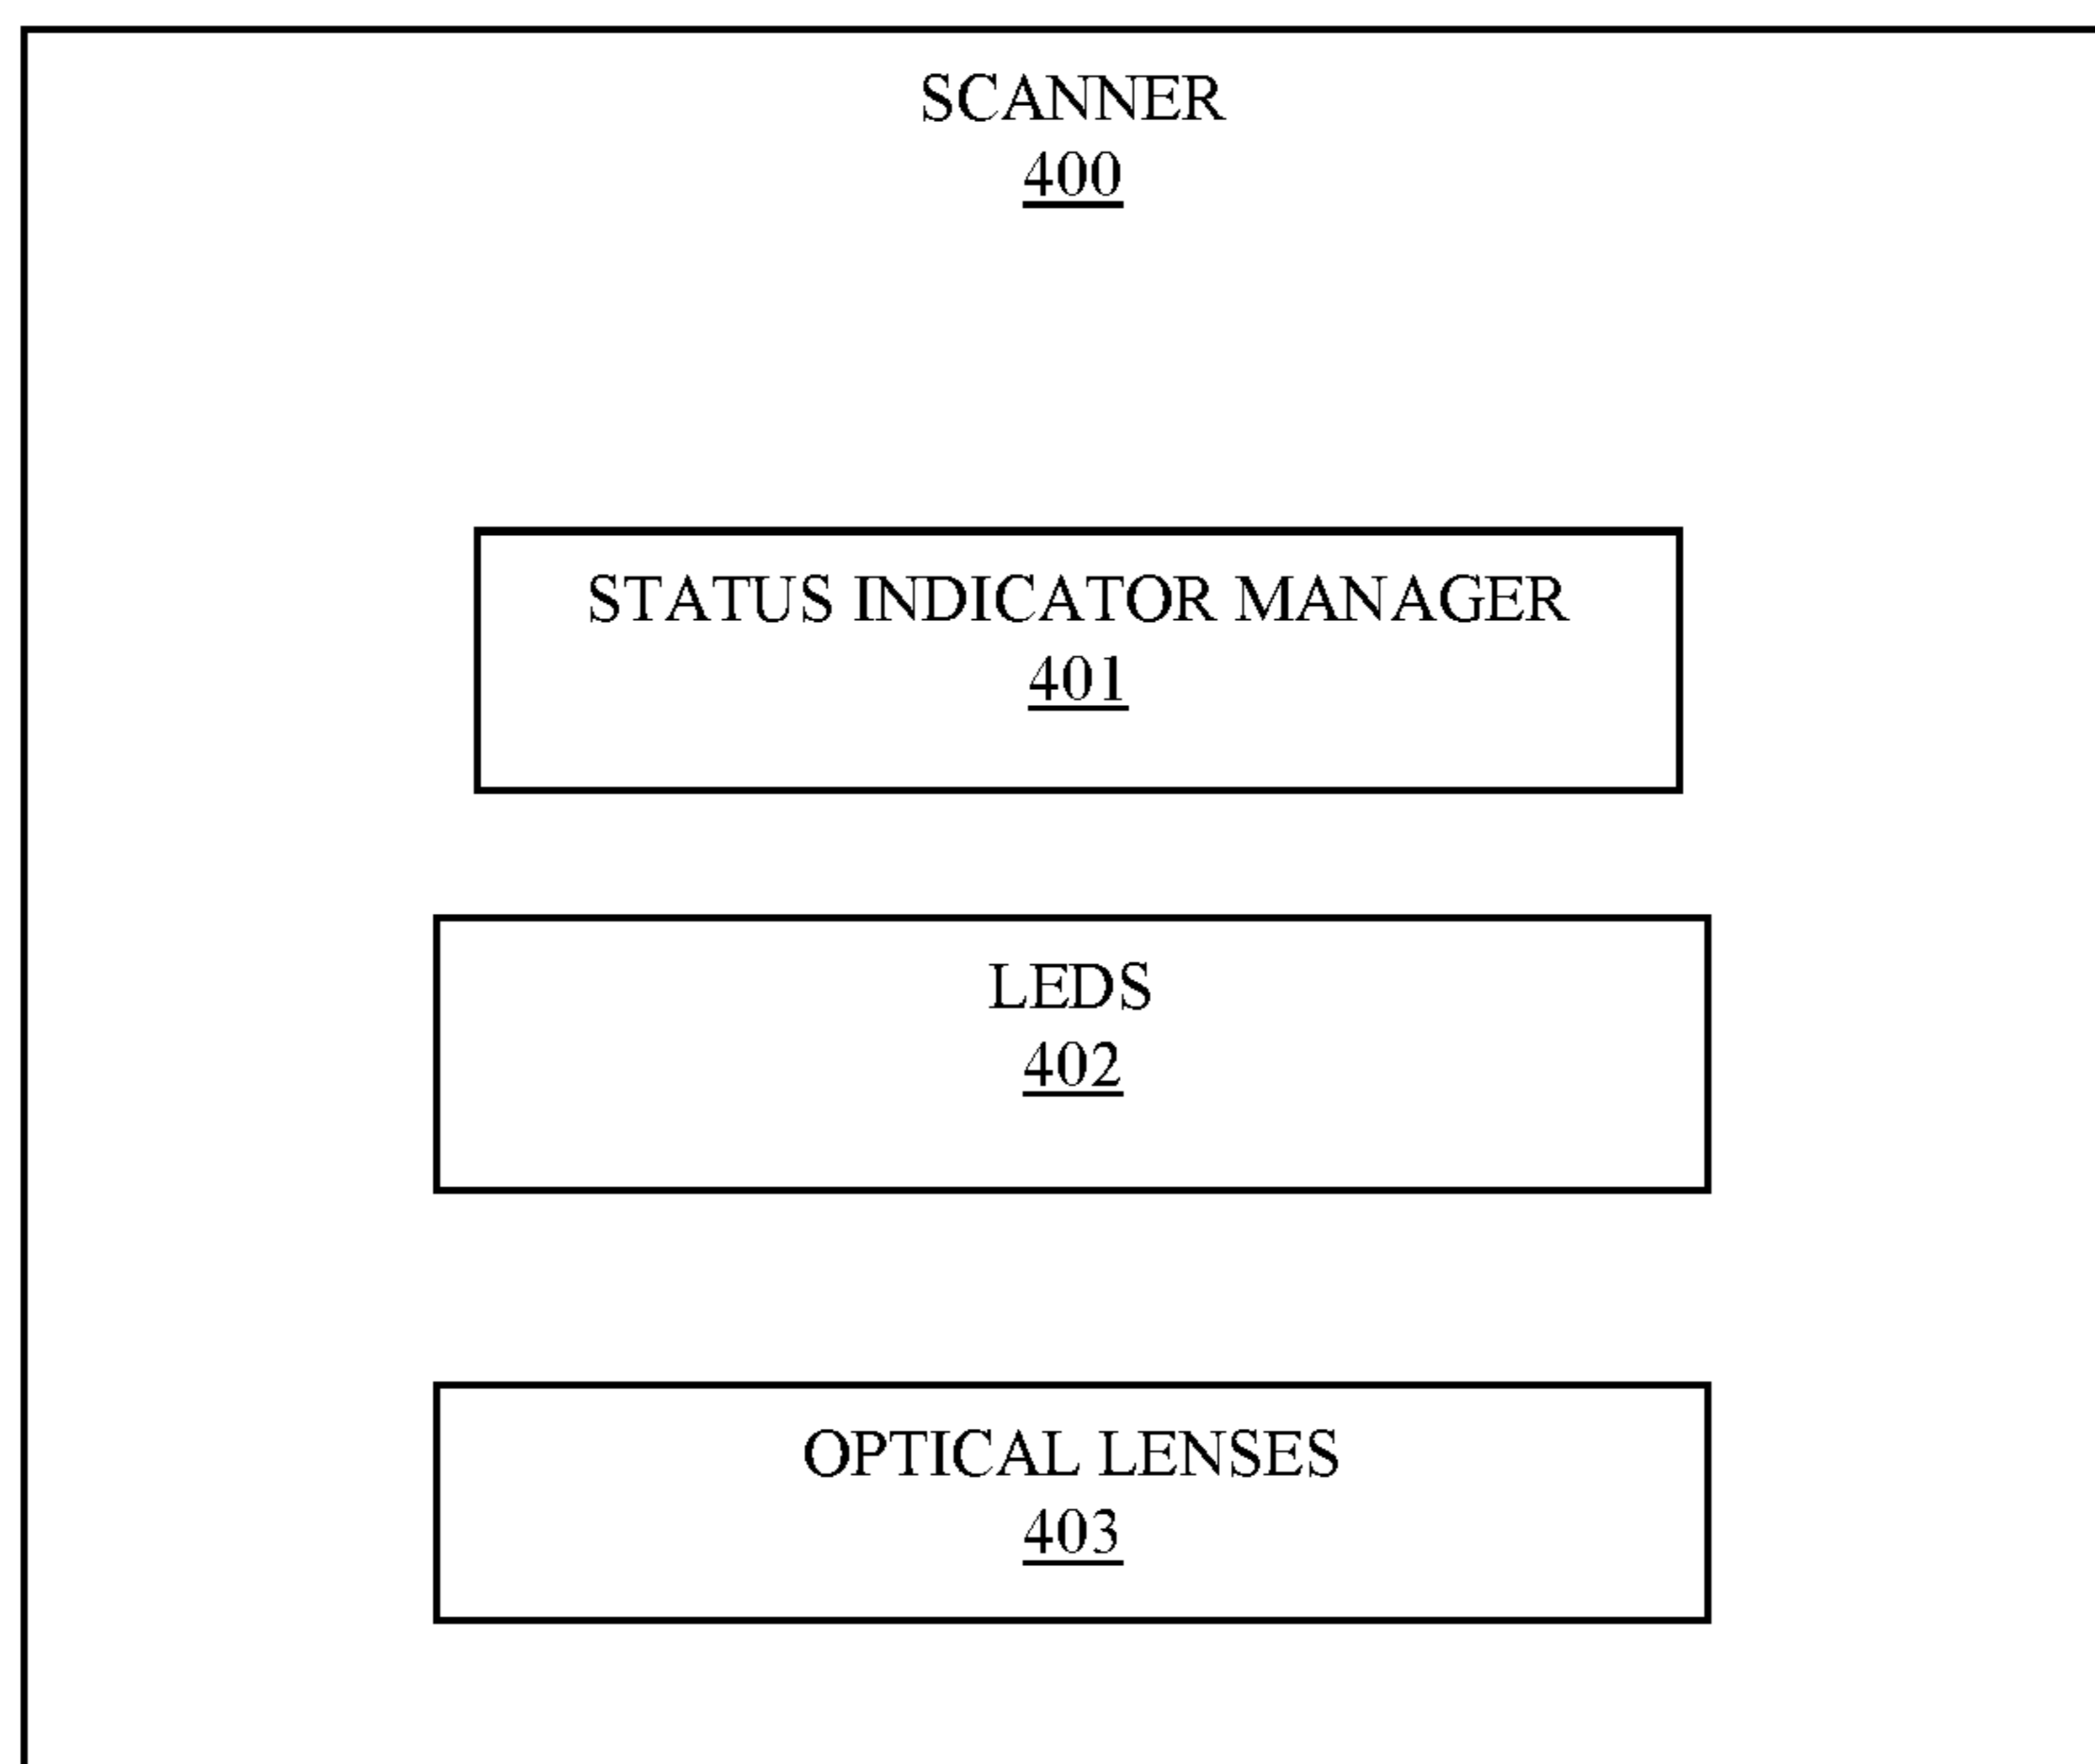 SCANNER
400
STATUS INDICATOR MANAGER
401
LEDS
402
OPTICAL LENSES
403